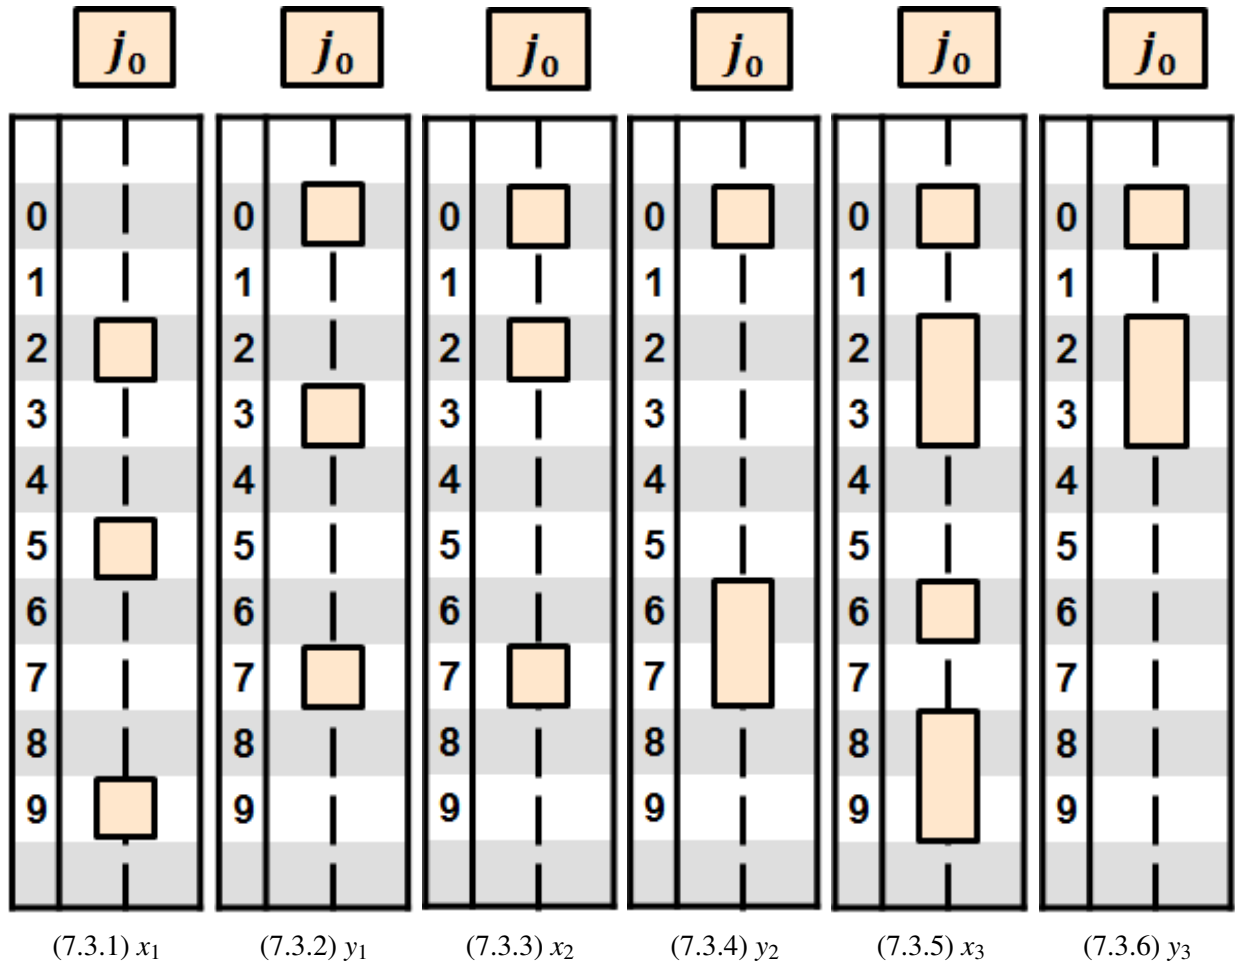 j0 j0 j0 j0 j0 j0
0 0 0 0 0 0
1 1 1 1 1 1
2 2 2 2 2 2
3 3 3 3 3 3
4 4 4 4 4 4
5 5 5 5 5 5
6 6 6 6 6 6
7 7 7 7 7 7
8 8 8 8 8 8
9 9 9 9 9 9
(7.3.1) x1 (7.3.2) y1 (7.3.3) x2 (7.3.4) y2 (7.3.5) x3 (7.3.6) y3